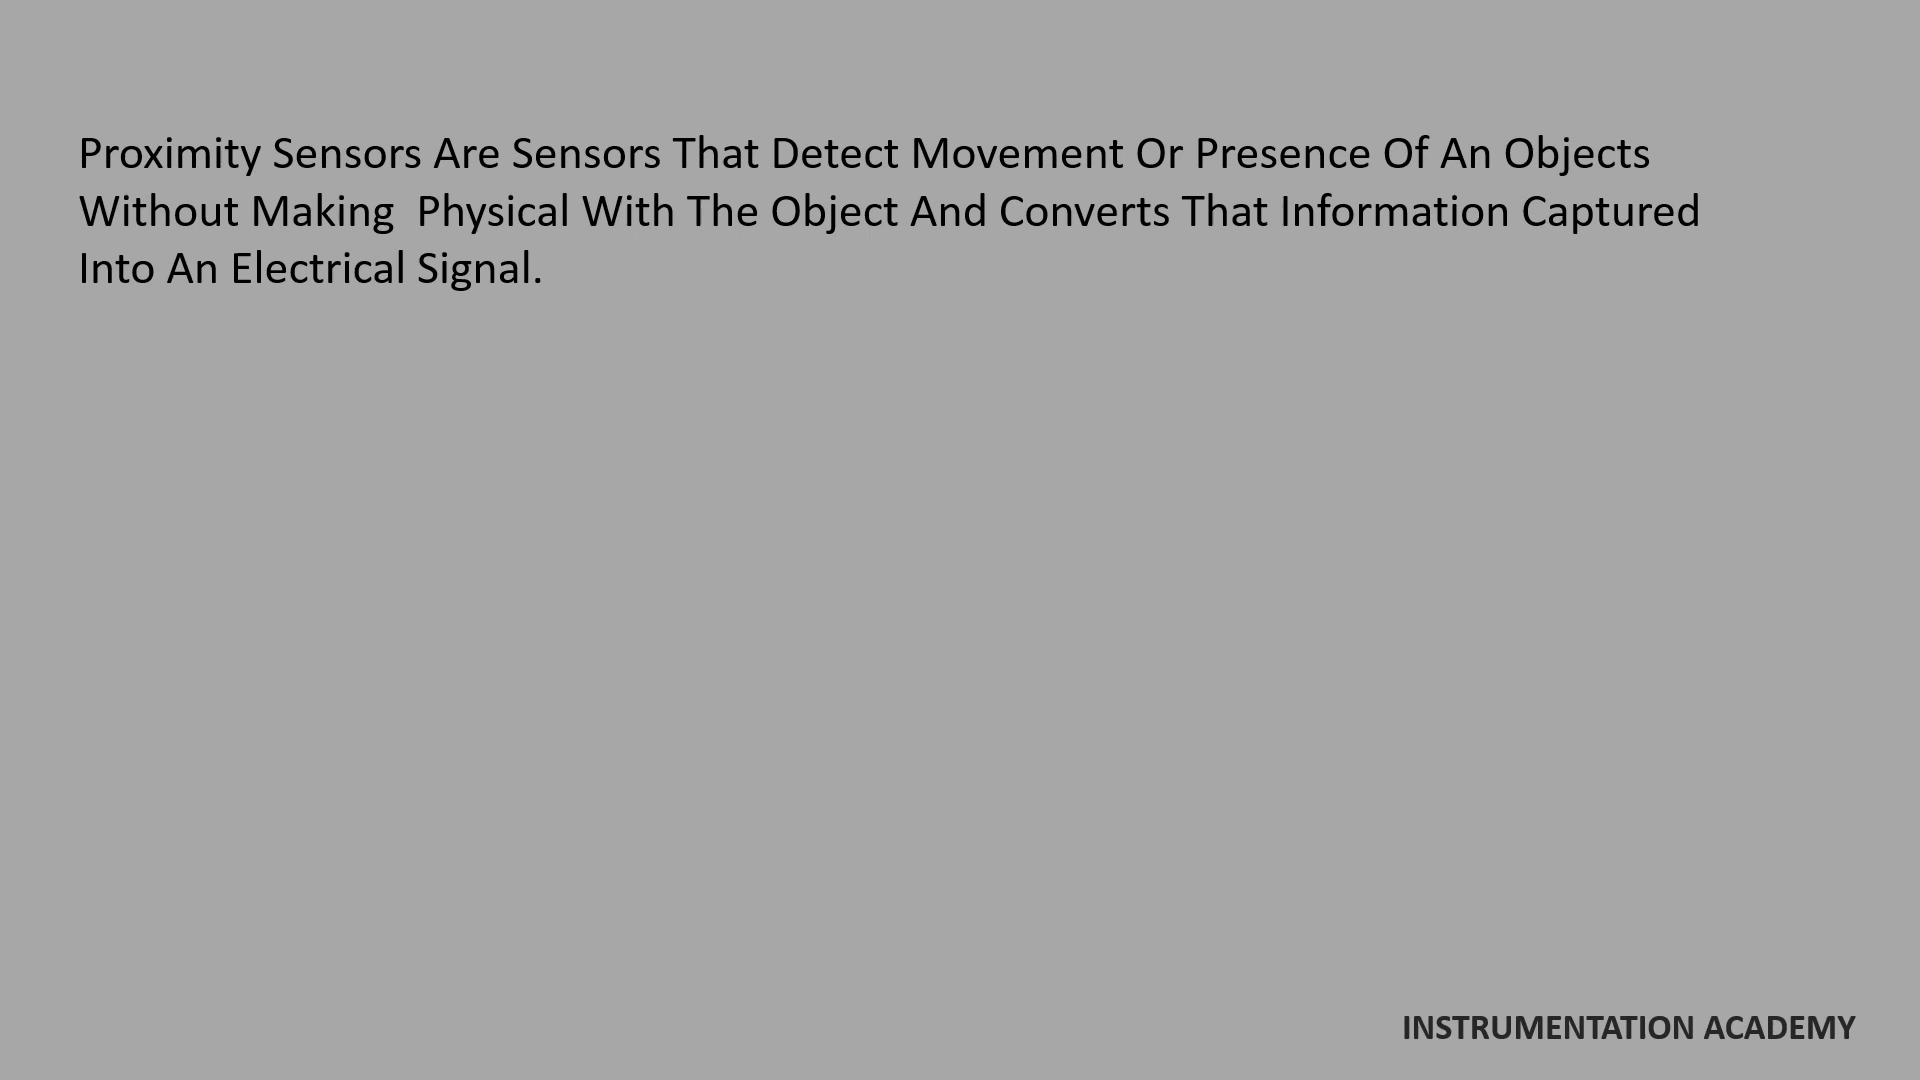 Proximity Sensors Are Sensors That Detect Movement Or Presence Of An Objects
Without Making  Physical With The Object And Converts That Information Captured
Into An Electrical Signal.
INSTRUMENTATION ACADEMY